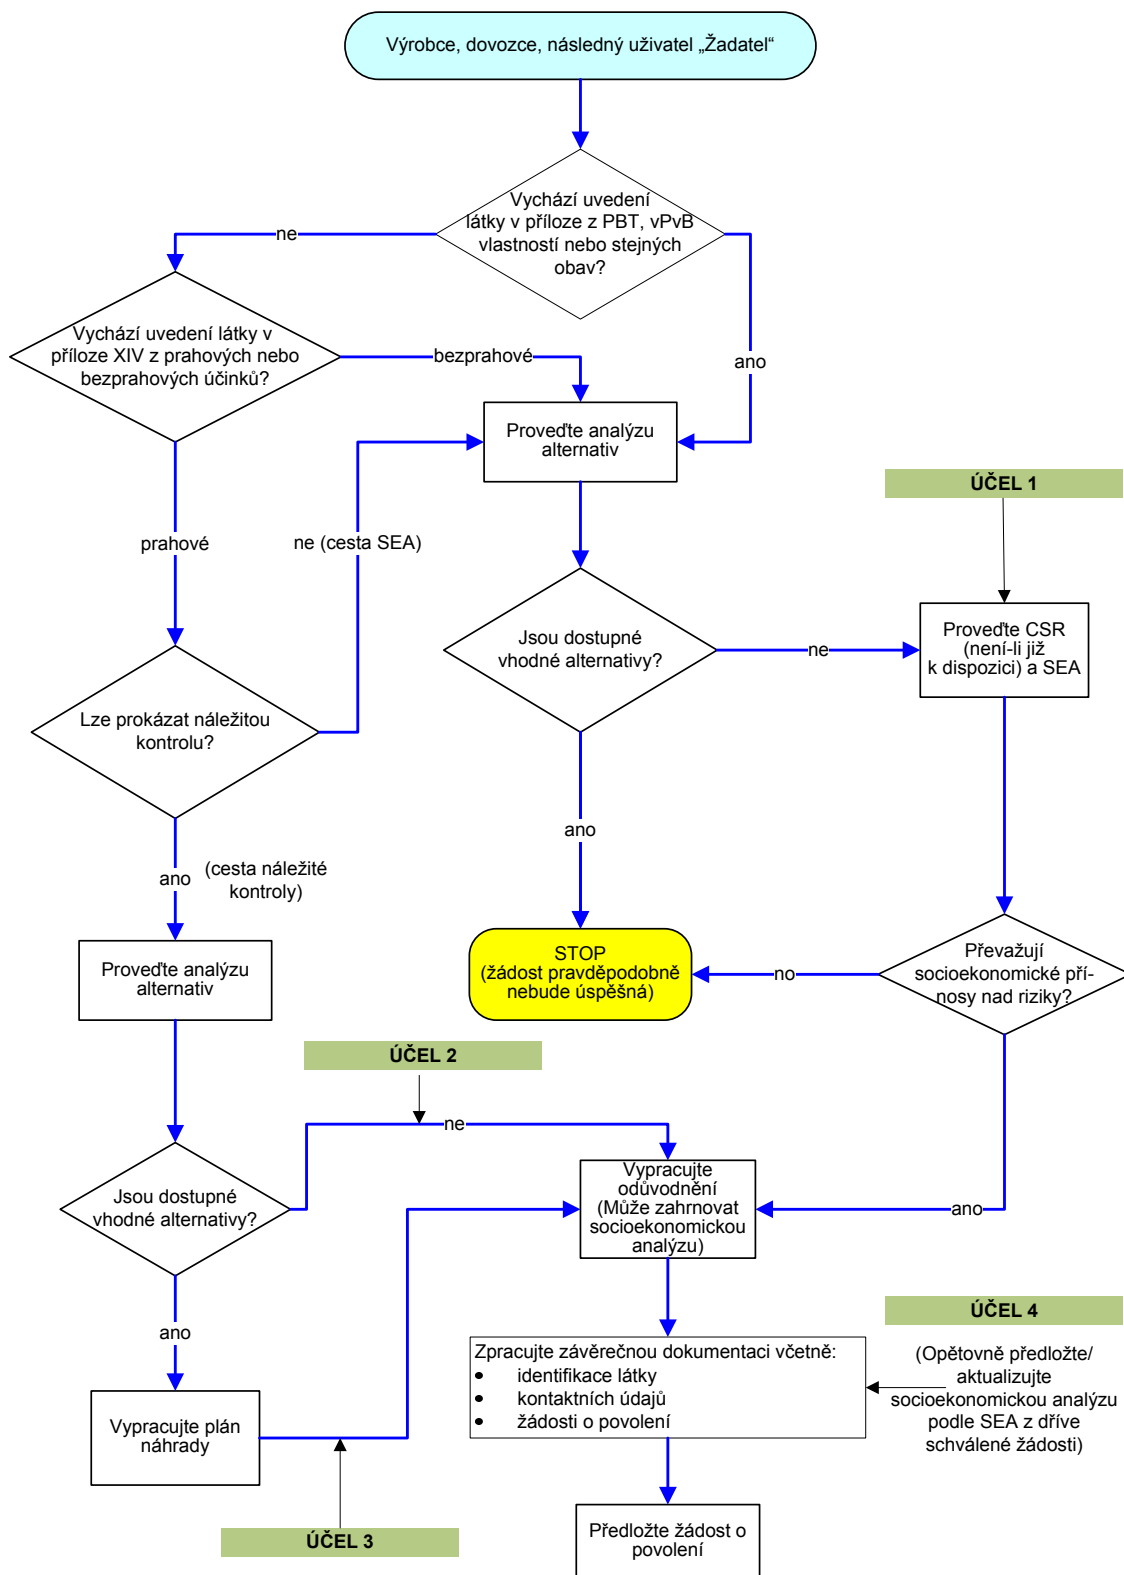 Výrobce, dovozce, následný uživatel „Žadatel“
Vychází uvedení
látky v příloze z PBT, vPvB
vlastností nebo stejných
obav?
ne
ano
Vychází uvedení látky v
příloze XIV z prahových nebo
bezprahových účinků?
bezprahové
Proveďte analýzu
alternativ
ÚČEL 1
prahové
ne (cesta SEA)
Jsou dostupné
vhodné alternativy?
ne
Proveďte CSR
(není-li již
k dispozici) a SEA
Lze prokázat náležitou
kontrolu?
ano
ano
(cesta náležité
kontroly)
Proveďte analýzu
alternativ
STOP
(žádost pravděpodobně
nebude úspěšná)
no
Převažují
socioekonomické pří-
nosy nad riziky?
ÚČEL 2
ne
Jsou dostupné
vhodné alternativy?
Vypracujte
odůvodnění
(Může zahrnovat
socioekonomickou
analýzu)
ano
ano
ÚČEL 4
(Opětovně předložte/
aktualizujte
socioekonomickou analýzu
podle SEA z dříve
schválené žádosti)
Zpracujte závěrečnou dokumentaci včetně:
• identifikace látky
• kontaktních údajů
• žádosti o povolení
Vypracujte plán
náhrady
ÚČEL 3
Předložte žádost o
povolení